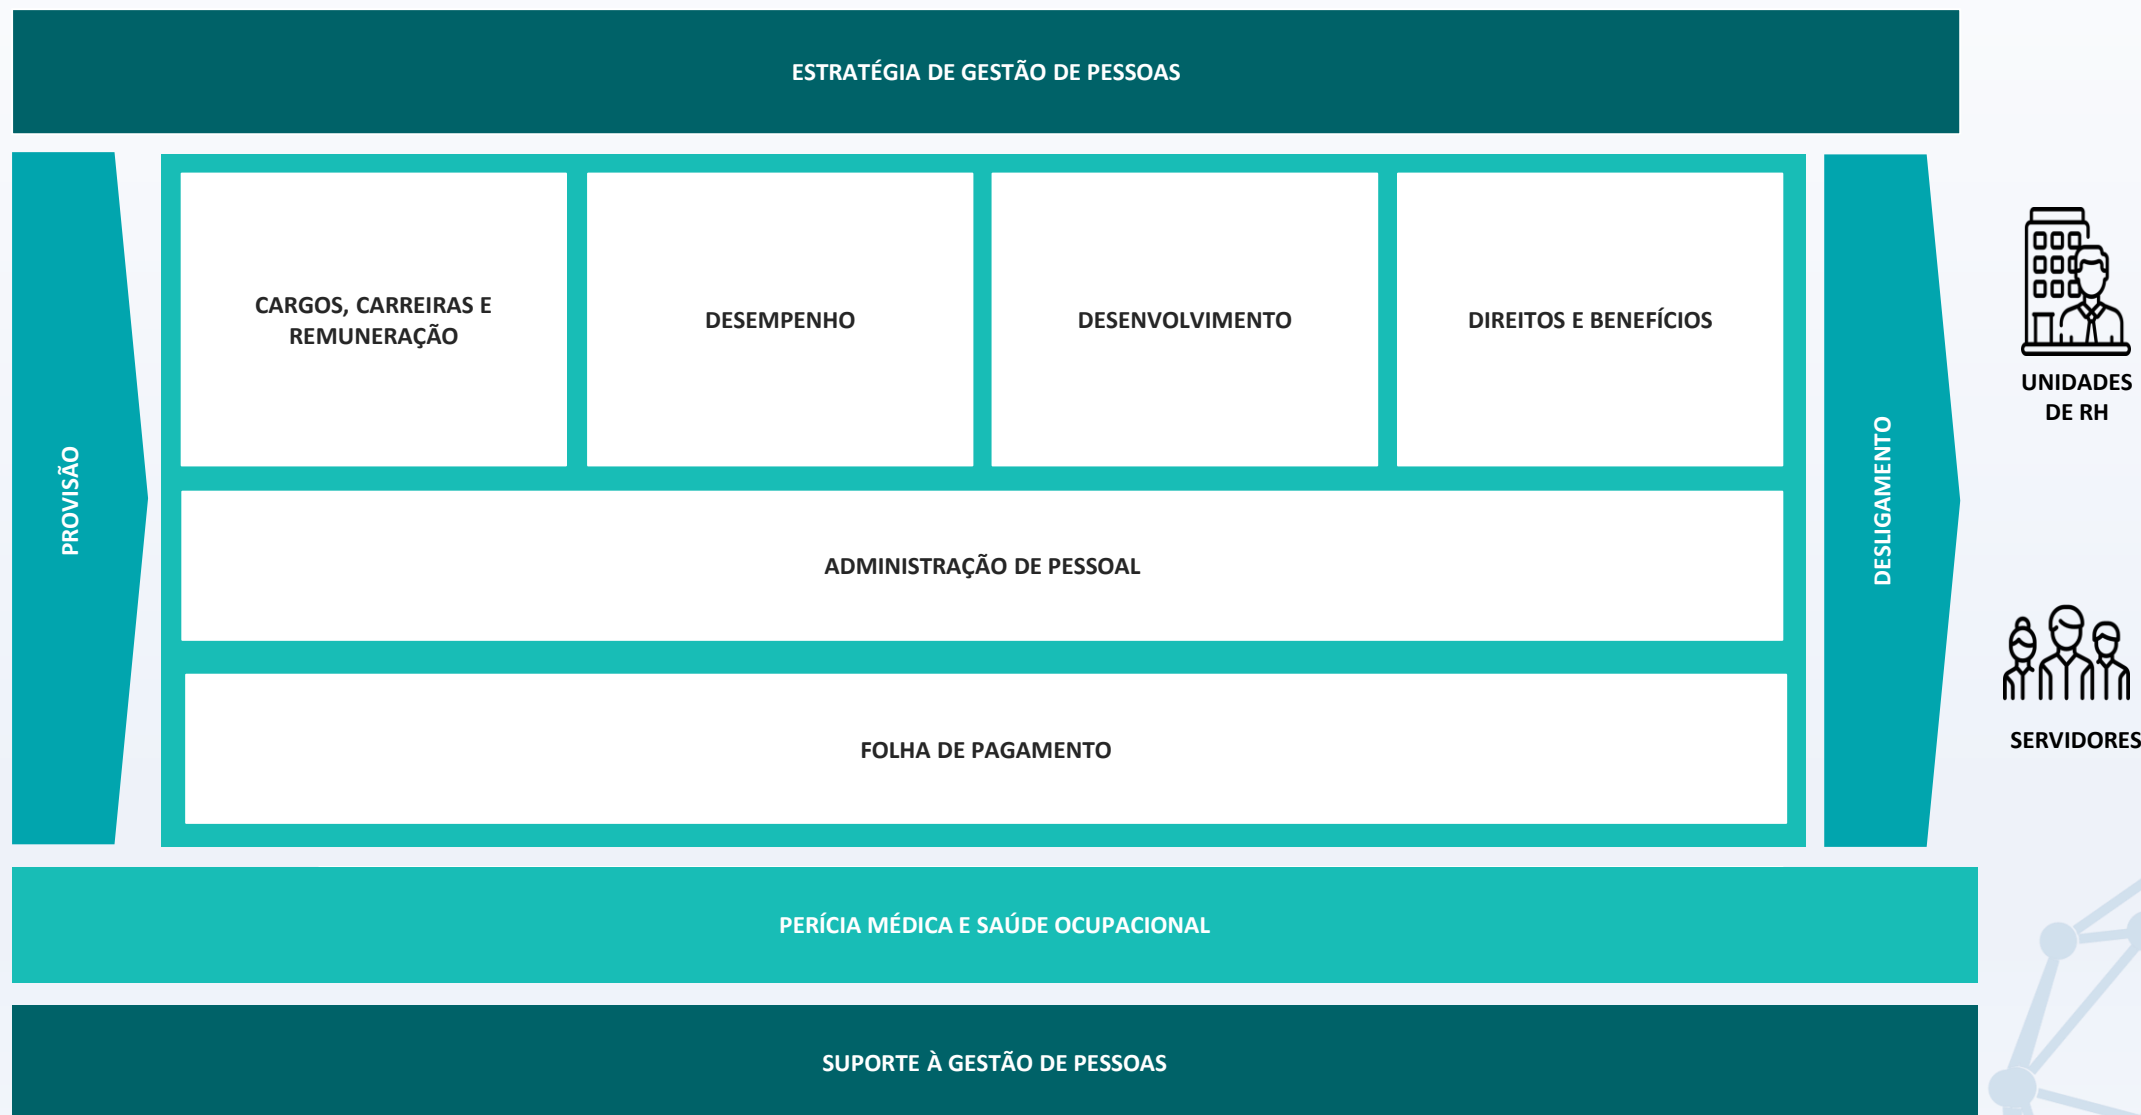 ESTRATÉGIA DE GESTÃO DE PESSOAS
PROVISÃO
CARGOS, CARREIRAS E
REMUNERAÇÃO
DESEMPENHO
DESENVOLVIMENTO
DIREITOS E BENEFÍCIOS
ADMINISTRAÇÃO DE PESSOAL
FOLHA DE PAGAMENTO
DESLIGAMENTO
UNIDADES
DE RH
SERVIDORES
PERÍCIA MÉDICA E SAÚDE OCUPACIONAL
SUPORTE À GESTÃO DE PESSOAS